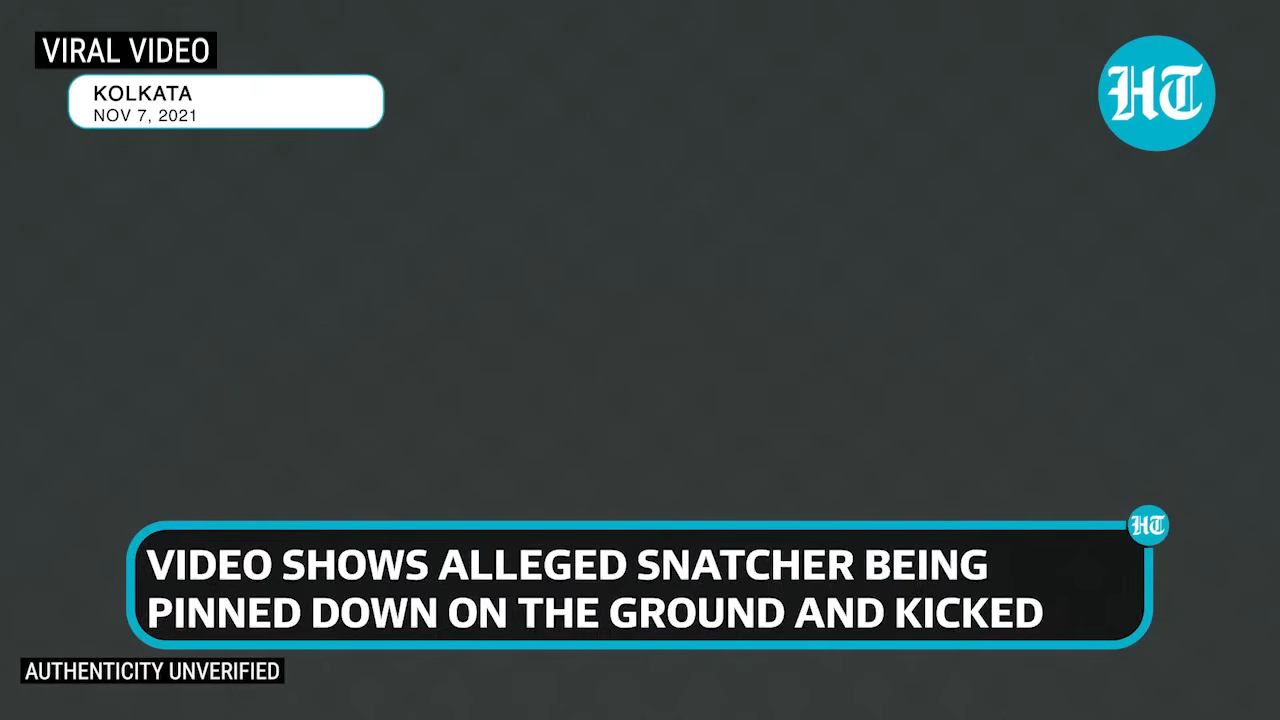 VIRAL VIDEO
KOLKATA
NOV 7, 2021
HT
HT
VIDEO SHOWS ALLEGED SNATCHER BEING
PINNED DOWN ON THE GROUND AND KICKED
AUTHENTICITY UNVERIFIED